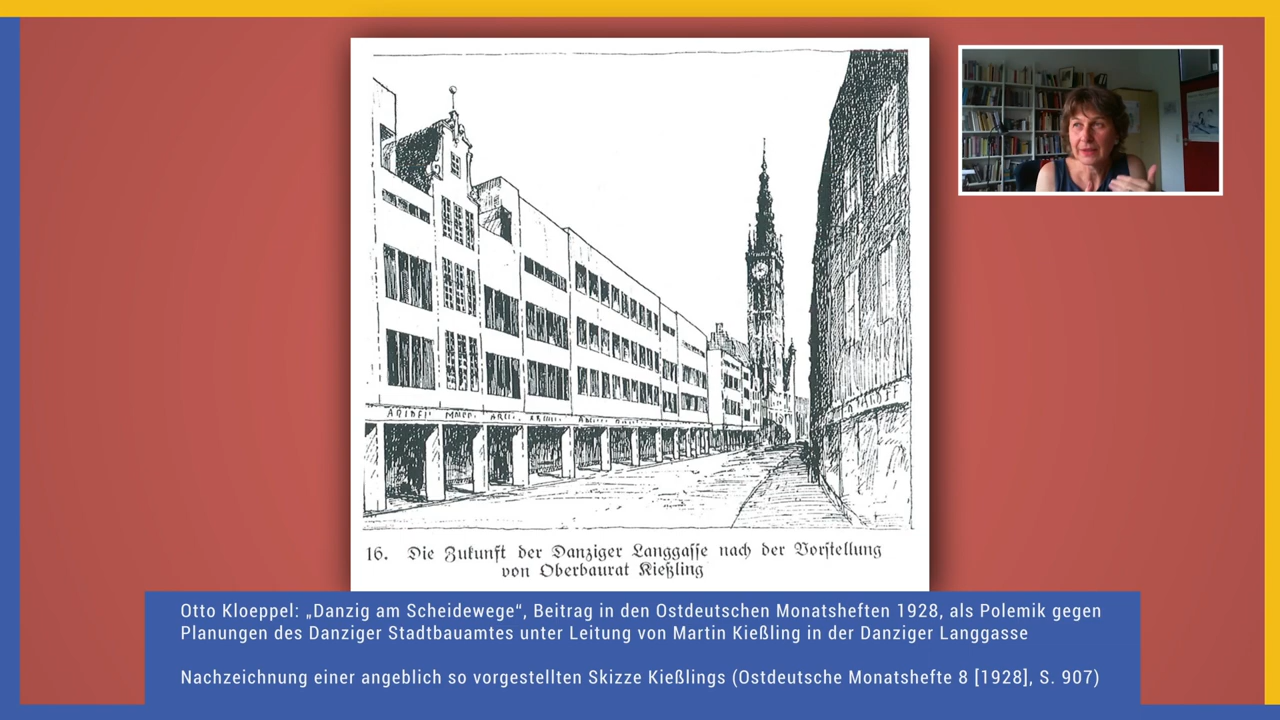 16. Die Zukunft der Danziger Langgasse nach der Vorstellung
von Oberbaurat Kießling
Otto Kloeppel: „Danzig am Scheidewege“, Beitrag in den Ostdeutschen Monatsheften 1928, als Polemik gegen
Planungen des Danziger Stadtbauamtes unter Leitung von Martin Kießling in der Danziger Langgasse
Nachzeichnung einer angeblich so vorgestellten Skizze Kießlings (Ostdeutsche Monatshefte 8 [1928], S. 907)